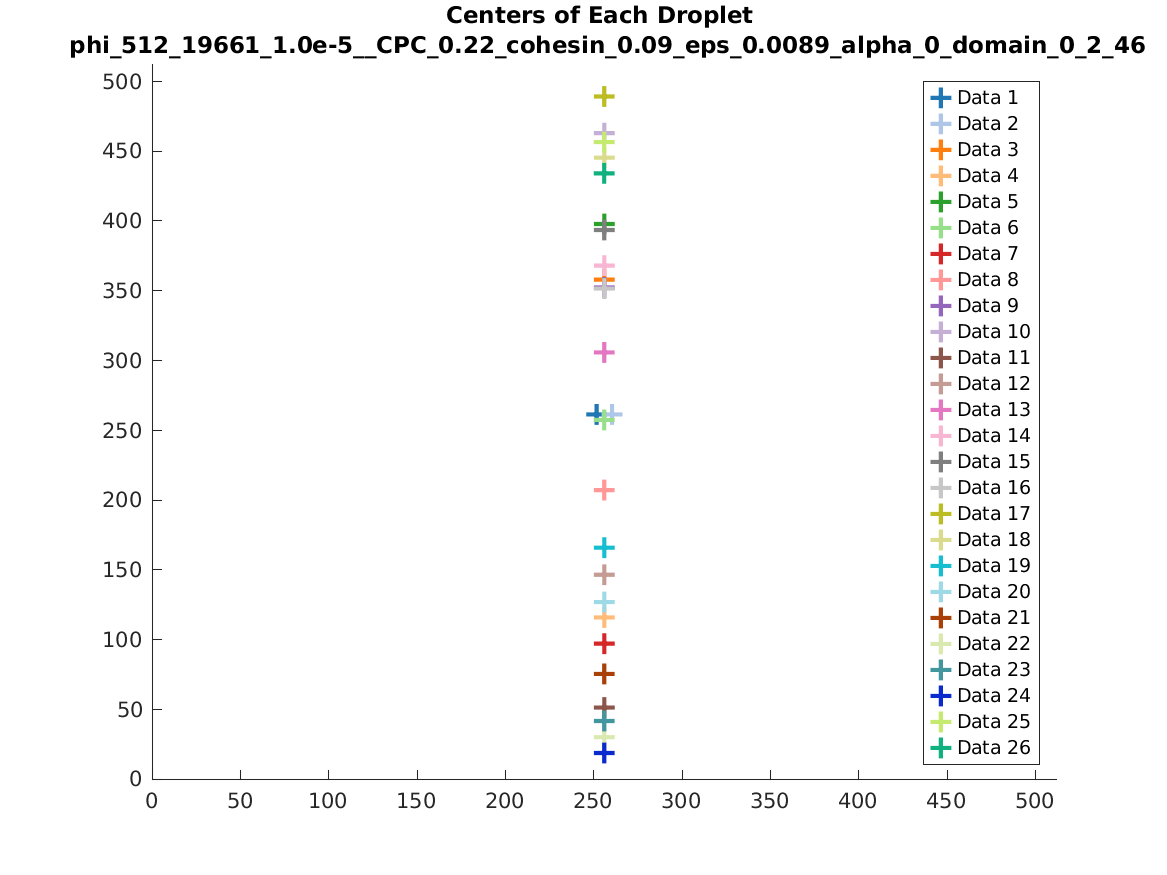 Centers of Each Droplet
phi_512_19661_1.0e-5__CPC_0.22_cohesin_0.09_eps_0.0089_alpha_0_domain_0_2_46
500
450
400
350
300
250
200
150
100
50
0
0 50 100 150 200 250 300 350 400 450 500
Data 1
Data 2
Data 3
Data 4
Data 5
Data 6
Data 7
Data 8
Data 9
Data 10
Data 11
Data 12
Data 13
Data 14
Data 15
Data 16
Data 17
Data 18
Data 19
Data 20
Data 21
Data 22
Data 23
Data 24
Data 25
Data 26